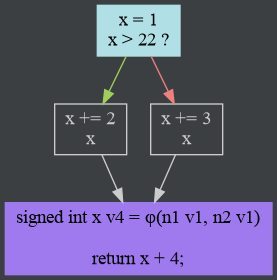 x = 1
x > 22 ?
x += 2
x
x += 3
x
signed int x v4 = φ(n1 v1, n2 v1)
return x + 4;